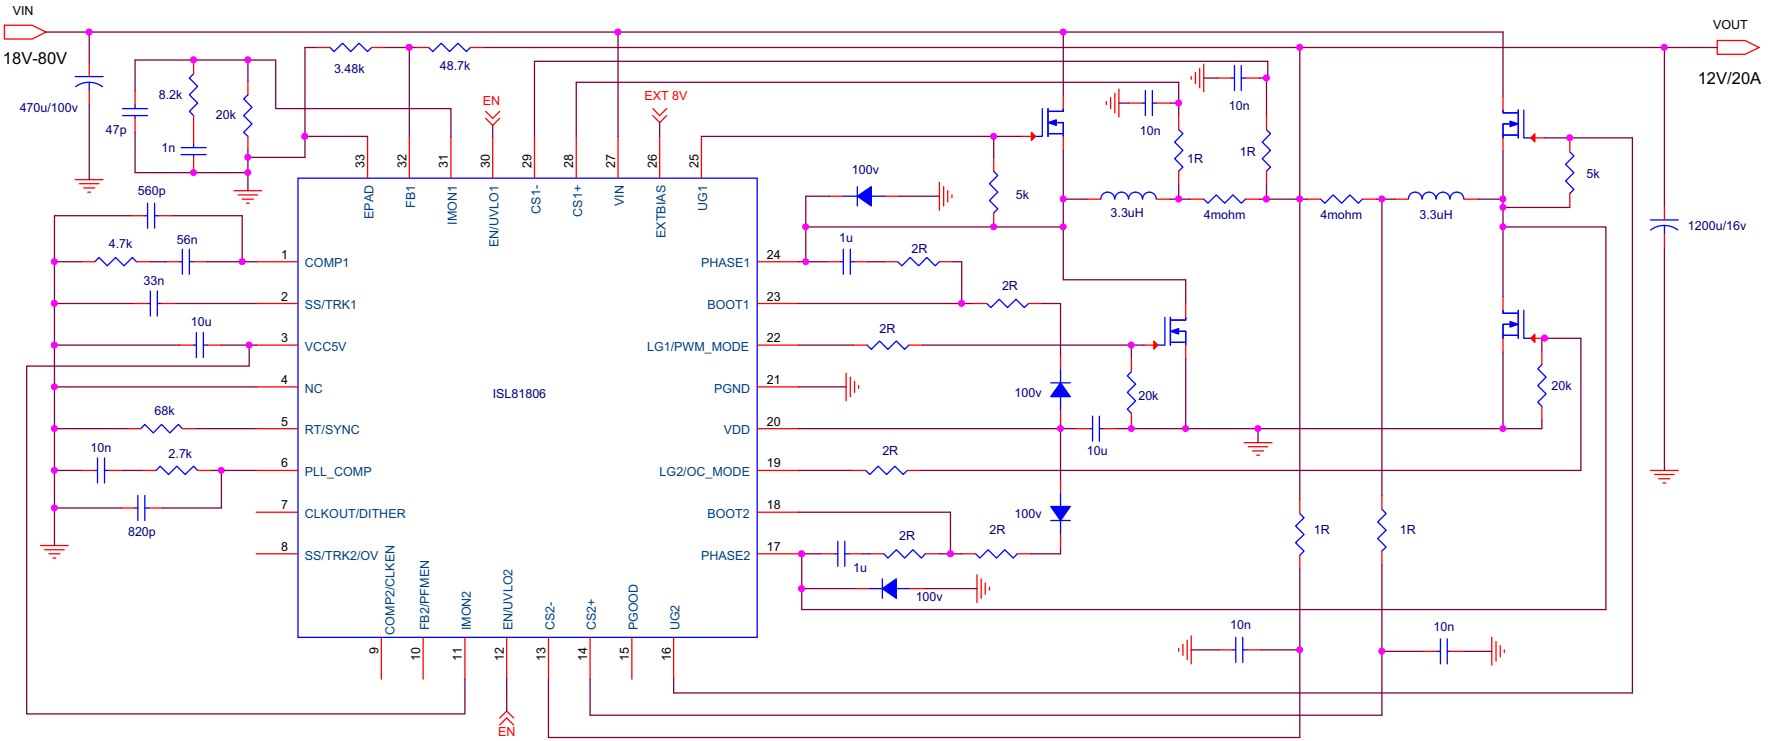 VIN
18V-80V
470u/100v
47p
8.2k
1n
20k
3.48k
48.7k
EN
EXT 8V
VOUT
12V/20A
10n
10n
1R
1R
5k
5k
100v
3.3uH
4mohm
4mohm
3.3uH
1200u/16v
33
32
31
30
29
28
27
26
25
EPAD
FB1
IMON1
EN/UVLO1
CS1-
CS1+
VIN
EXTBIAS
UG1
560p
4.7k
56n
1
COMP1
33n
2
SS/TRK1
10u
3
VCC5V
4
NC
68k
5
RT/SYNC
10n
2.7k
6
PLL_COMP
820p
7
CLKOUT/DITHER
8
SS/TRK2/OV
ISL81806
PHASE1
24
1u
2R
BOOT1
23
2R
LG1/PWM_MODE
22
2R
PGND
21
100v
20k
20k
VDD
20
10u
LG2/OC_MODE
19
2R
BOOT2
18
100v
PHASE2
17
1u
2R
2R
100v
1R
1R
10n
10n
COMP2/CLKEN
FB2/PFMEN
IMON2
EN/UVLO2
CS2-
CS2+
PGOOD
UG2
9
10
11
12
13
14
15
16
EN